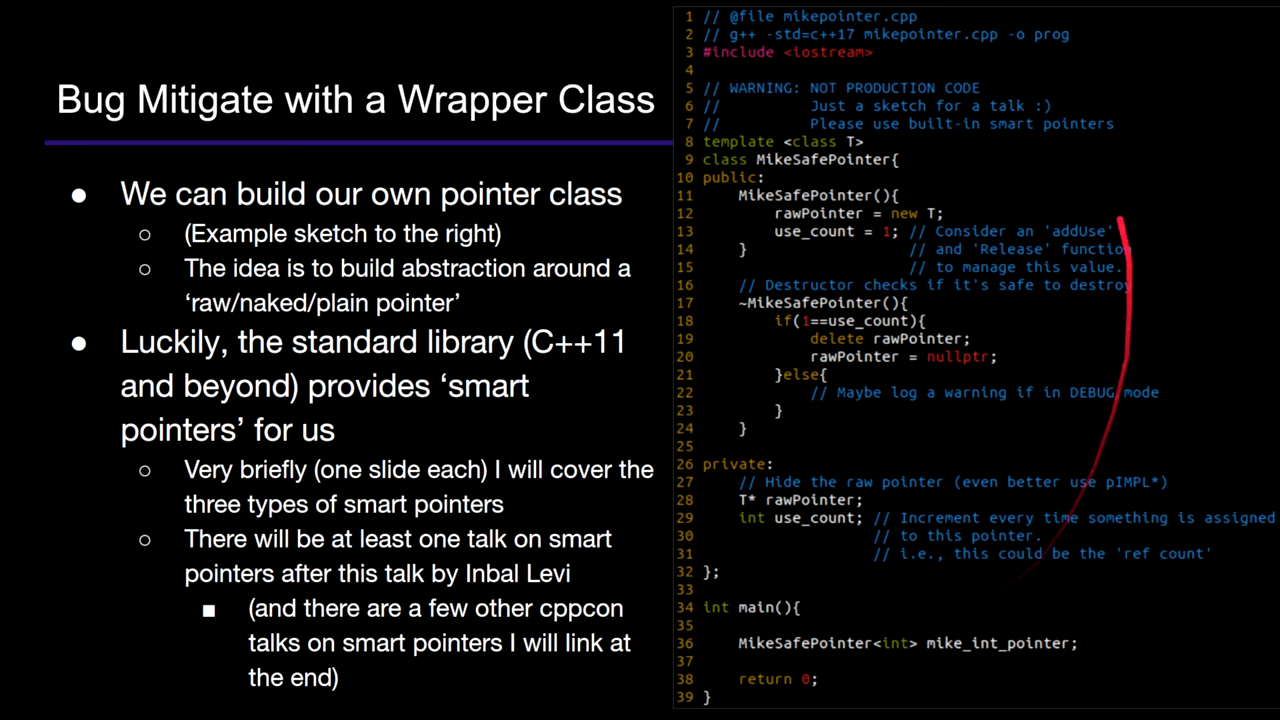 Bug Mitigate with a Wrapper Class
● We can build our own pointer class
○ (Example sketch to the right)
○ The idea is to build abstraction around a
‘raw/naked/plain pointer’
● Luckily, the standard library (C++11
and beyond) provides ‘smart
pointers’ for us
○ Very briefly (one slide each) I will cover the
three types of smart pointers
○ There will be at least one talk on smart
pointers after this talk by Inbal Levi
■ (and there are a few other cppcon
talks on smart pointers I will link at
the end)
1 // @file mikepointer.cpp
2 // g++ -std=c++17 mikepointer.cpp -o prog
3 #include <iostream>
4
5 // WARNING: NOT PRODUCTION CODE
6 //          Just a sketch for a talk :)
7 //          Please use built-in smart pointers
8 template <class T>
9 class MikeSafePointer{
10 public:
11     MikeSafePointer(){
12         rawPointer = new T;
13         use_count = 1; // Consider an 'addUse'
14     }                  // and 'Release' function
15                        // to manage this value.
16     // Destructor checks if it's safe to destroy
17     ~MikeSafePointer(){
18         if(1==use_count){
19             delete rawPointer;
20             rawPointer = nullptr;
21         }else{
22             // Maybe log a warning if in DEBUG mode
23         }
24     }
25
26 private:
27     // Hide the raw pointer (even better use pIMPL*)
28     T* rawPointer;
29     int use_count; // Increment every time something is assigned
30                    // to this pointer.
31                    // i.e., this could be the 'ref count'
32 };
33
34 int main(){
35
36     MikeSafePointer<int> mike_int_pointer;
37
38     return 0;
39 }